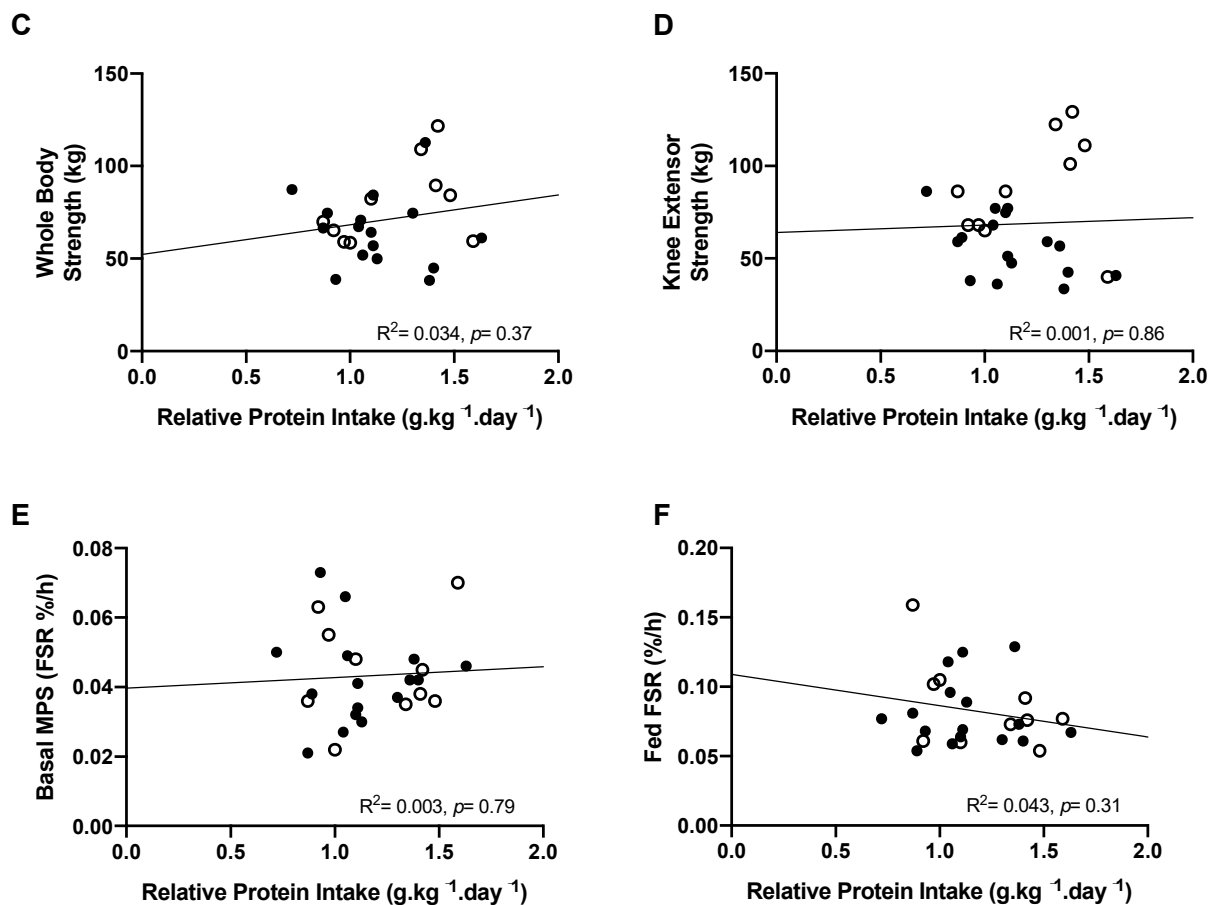 C
150
100
50
0
Whole Body
Strength (kg)
0.0 0.5 1.0 1.5 2.0
R²= 0.034, p= 0.37
Relative Protein Intake (g.kg ⁻¹.day ⁻¹)
D
150
100
50
0
Knee Extensor
Strength (kg)
0.0 0.5 1.0 1.5 2.0
R²= 0.001, p= 0.86
Relative Protein Intake (g.kg ⁻¹.day ⁻¹)
E
0.08
0.06
0.04
0.02
0.00
Basal MPS (FSR %/h)
0.0 0.5 1.0 1.5 2.0
R²= 0.003, p= 0.79
Relative Protein Intake (g.kg ⁻¹.day ⁻¹)
F
0.20
0.15
0.10
0.05
0.00
Fed FSR (%/h)
0.0 0.5 1.0 1.5 2.0
R²= 0.043, p= 0.31
Relative Protein Intake (g.kg ⁻¹.day ⁻¹)